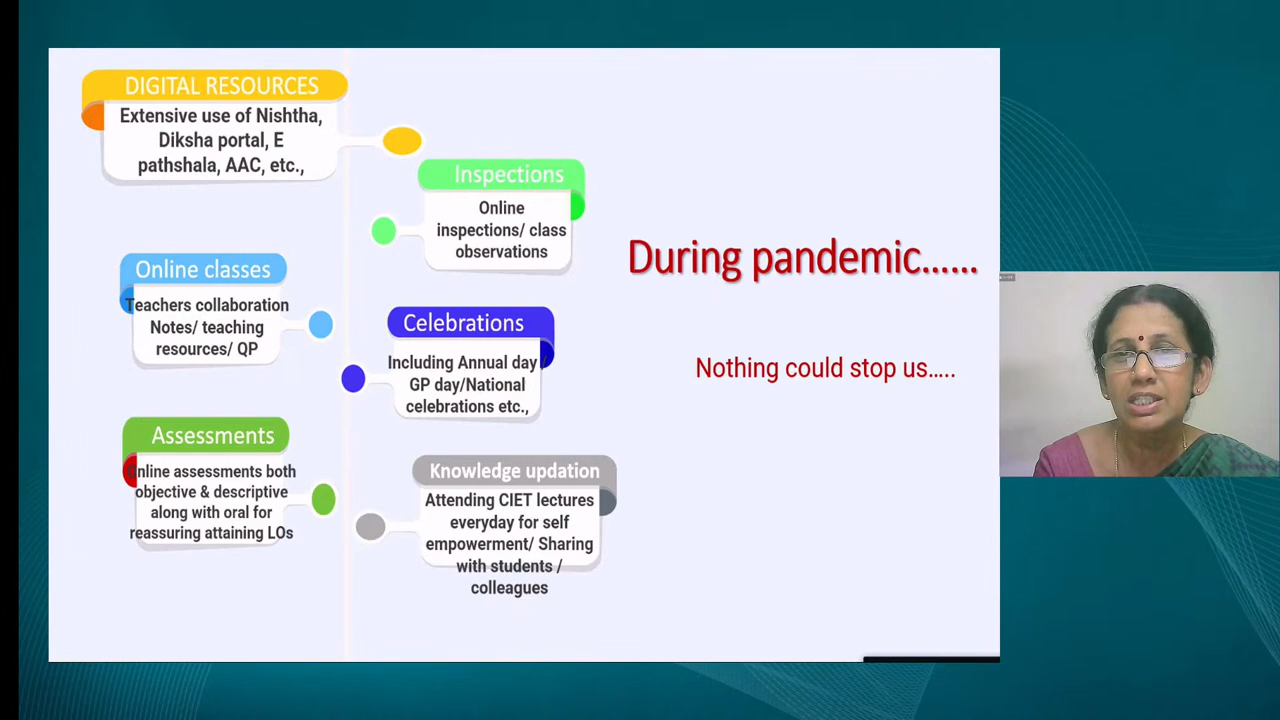 DIGITAL RESOURCES
Extensive use of Nishtha,
Diksha portal, E
pathshala, AAC, etc.,
Inspections
Online
inspections/ class
observations
Online classes
Teachers collaboration
Notes/ teaching
resources/ QP
Celebrations
Including Annual day /
GP day/National
celebrations etc.,
Assessments
Online assessments both
objective & descriptive
along with oral for
reassuring attaining LOs
Knowledge updation
Attending CIET lectures
everyday for self
empowerment/ Sharing
with students /
colleagues
During pandemic......
Nothing could stop us.....